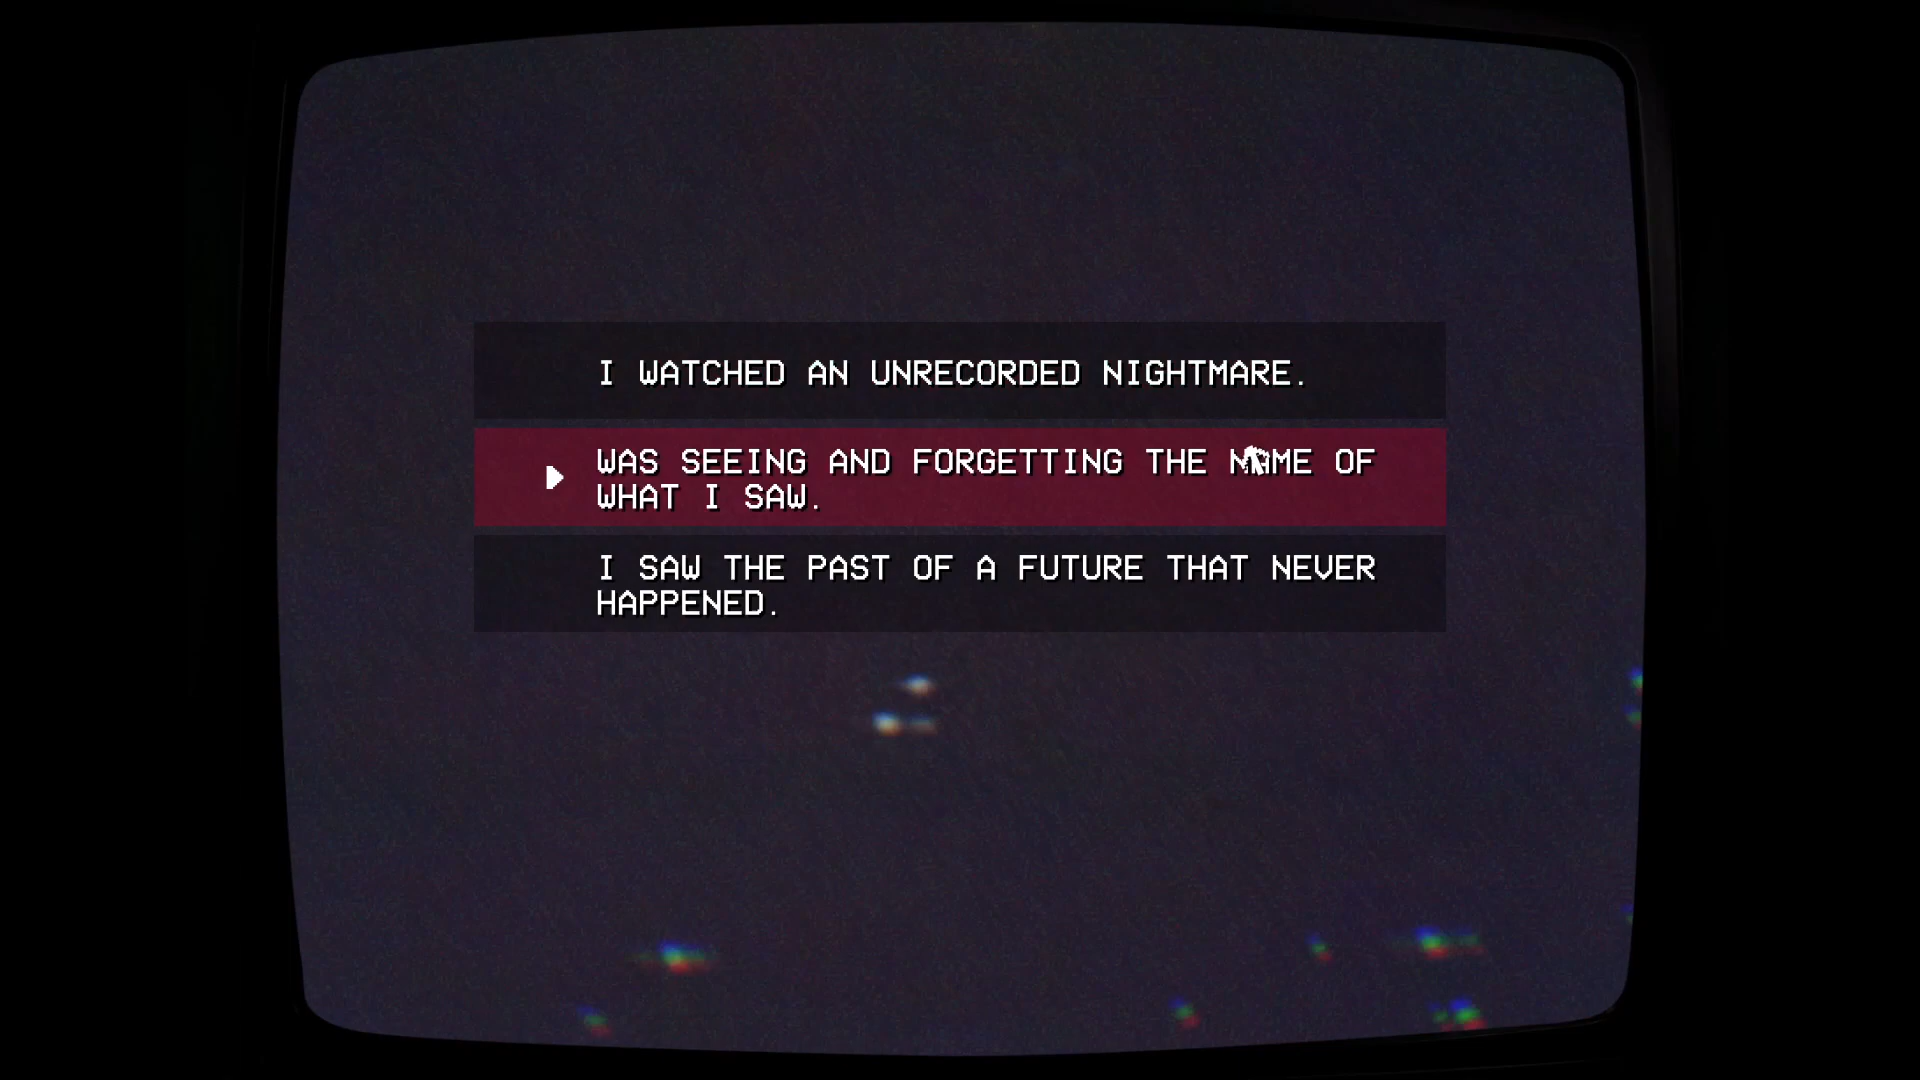 I WATCHED AN UNRECORDED NIGHTMARE.
WAS SEEING AND FORGETTING THE NAME OF
WHAT I SAW.
I SAW THE PAST OF A FUTURE THAT NEVER
HAPPENED.